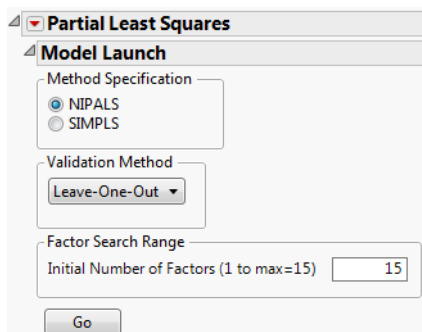 Partial Least Squares
Model Launch
Method Specification
NIPALS
SIMPLS
Validation Method
Leave-One-Out
Factor Search Range
Initial Number of Factors (1 to max=15) 15
Go